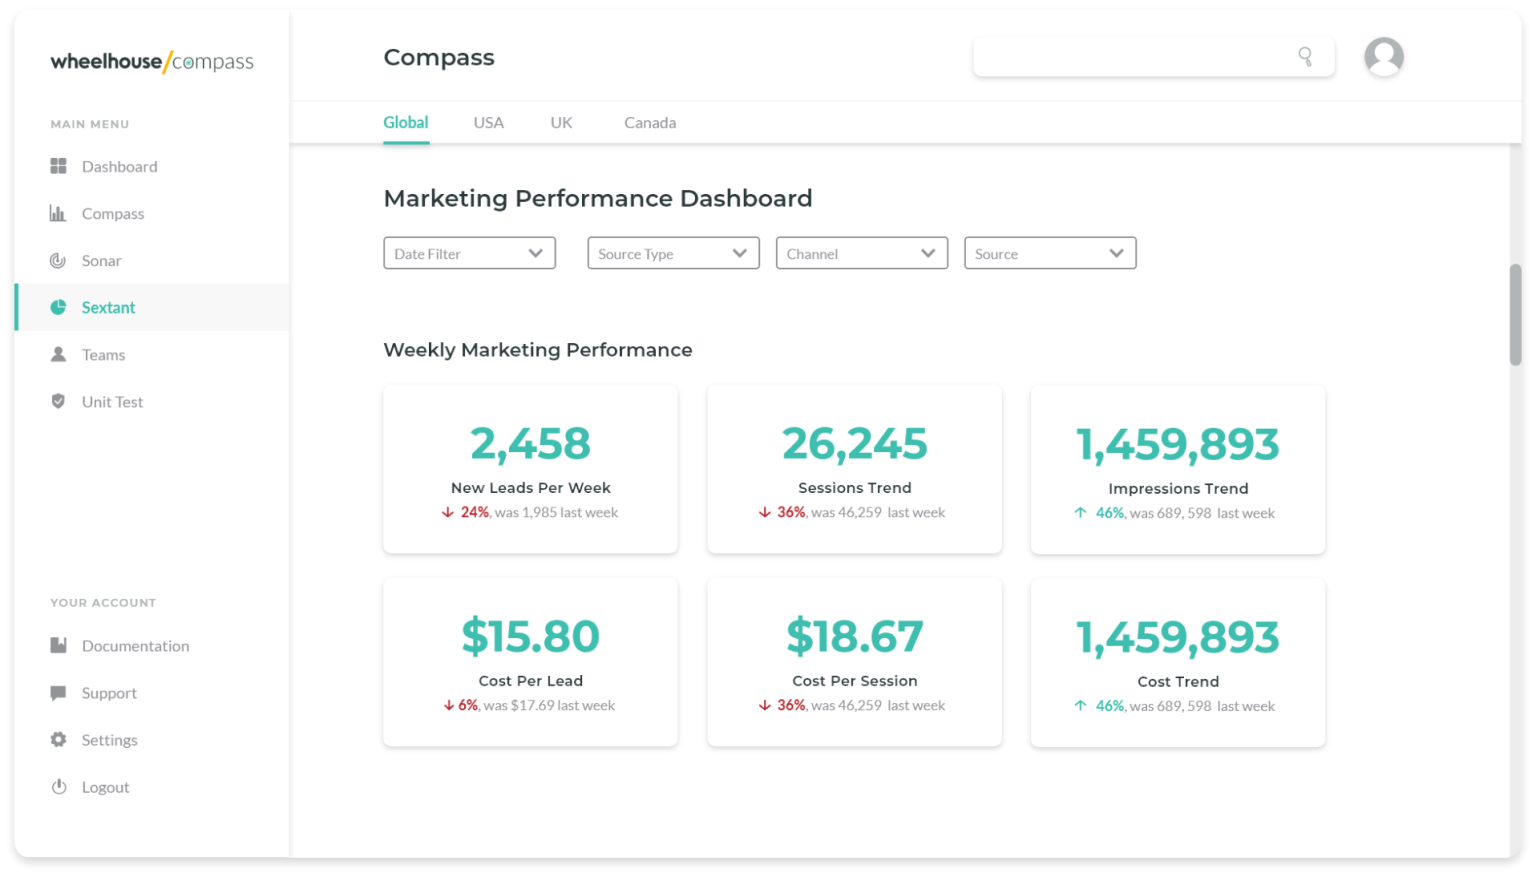 wheelhouse/compass
MAIN MENU
Dashboard
Compass
Sonar
Sextant
Teams
Unit Test
YOUR ACCOUNT
Documentation
Support
Settings
Logout
Compass
Global USA UK Canada
Marketing Performance Dashboard
Date Filter Source Type Channel Source
Weekly Marketing Performance
2,458
New Leads Per Week
↓ 24%, was 1,985 last week
26,245
Sessions Trend
↓ 36%, was 46,259 last week
1,459,893
Impressions Trend
↑ 46%, was 689, 598 last week
$15.80
Cost Per Lead
↓ 6%, was $17.69 last week
$18.67
Cost Per Session
↓ 36%, was 46,259 last week
1,459,893
Cost Trend
↑ 46%, was 689, 598 last week